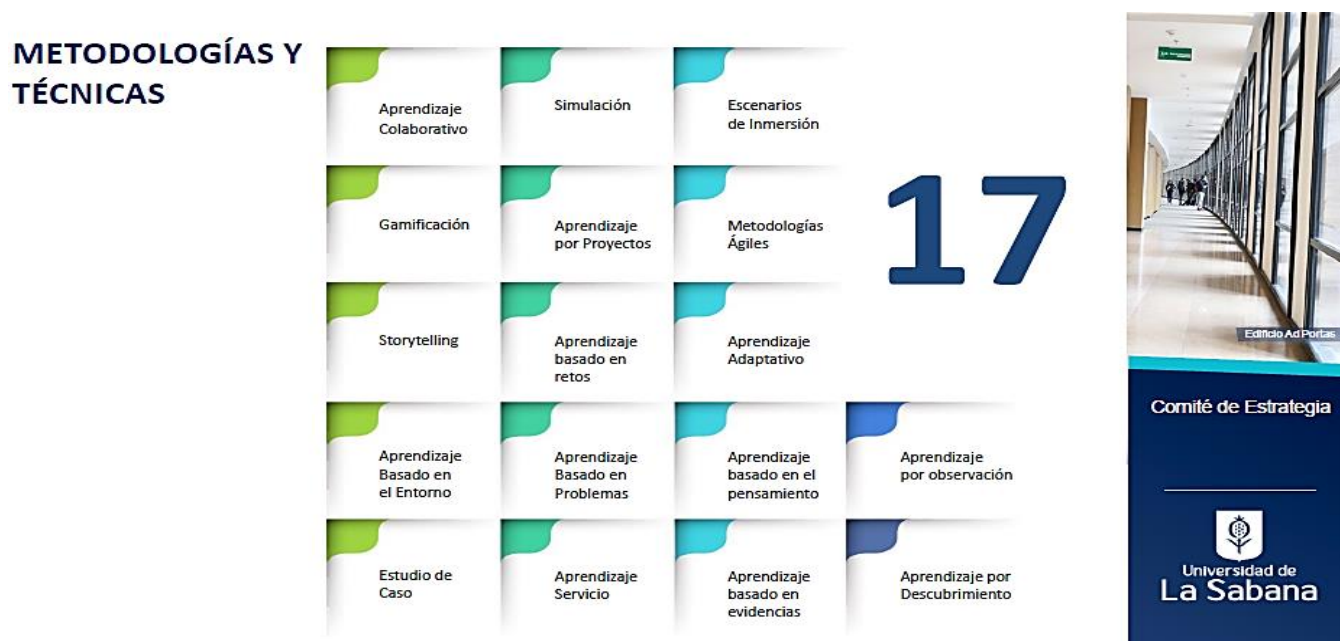 METODOLOGÍAS Y
TÉCNICAS
Aprendizaje
Colaborativo
Simulación
Escenarios
de Inmersión
Gamificación
Aprendizaje
por Proyectos
Metodologías
Ágiles
17
Storytelling
Aprendizaje
basado en
retos
Aprendizaje
Adaptativo
Aprendizaje
Basado en
el Entorno
Aprendizaje
Basado en
Problemas
Aprendizaje
basado en el
pensamiento
Aprendizaje
por observación
Estudio de
Caso
Aprendizaje
Servicio
Aprendizaje
basado en
evidencias
Aprendizaje por
Descubrimiento
Edificio Ad Portas
Comité de Estrategia
Universidad de
La Sabana